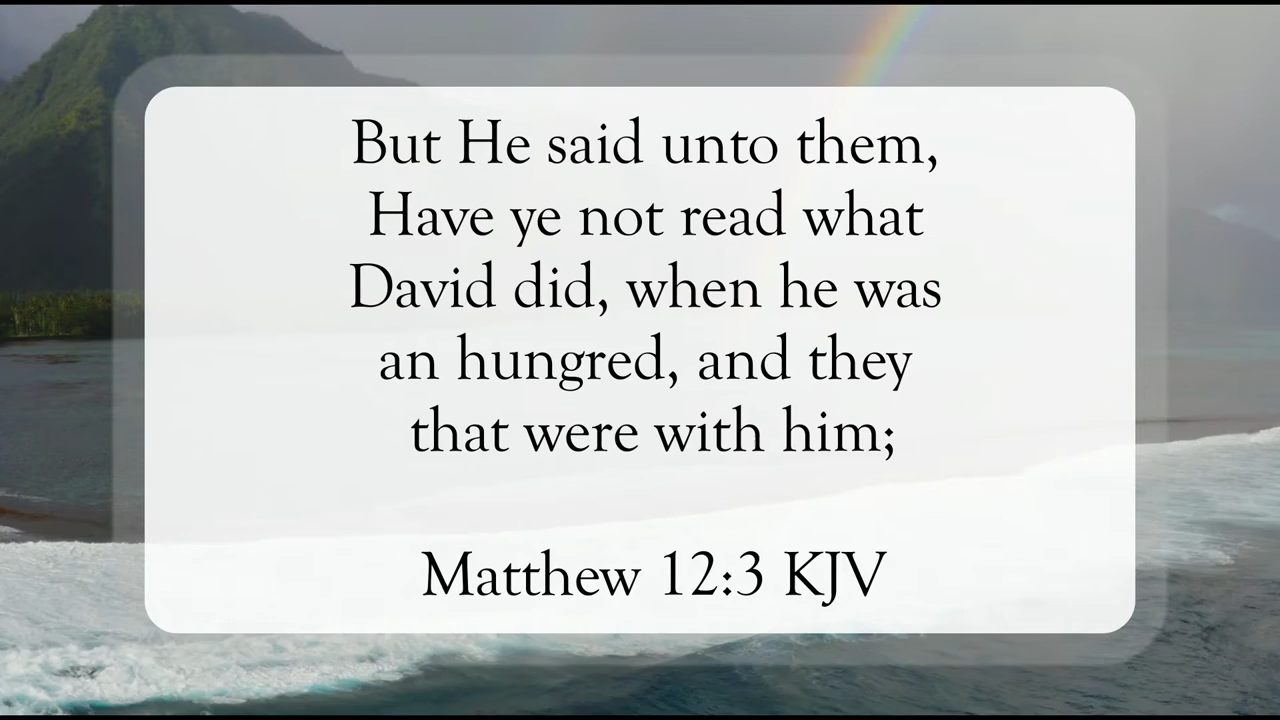 But He said unto them,
Have ye not read what
David did, when he was
an hungred, and they
that were with him;
Matthew 12:3 KJV